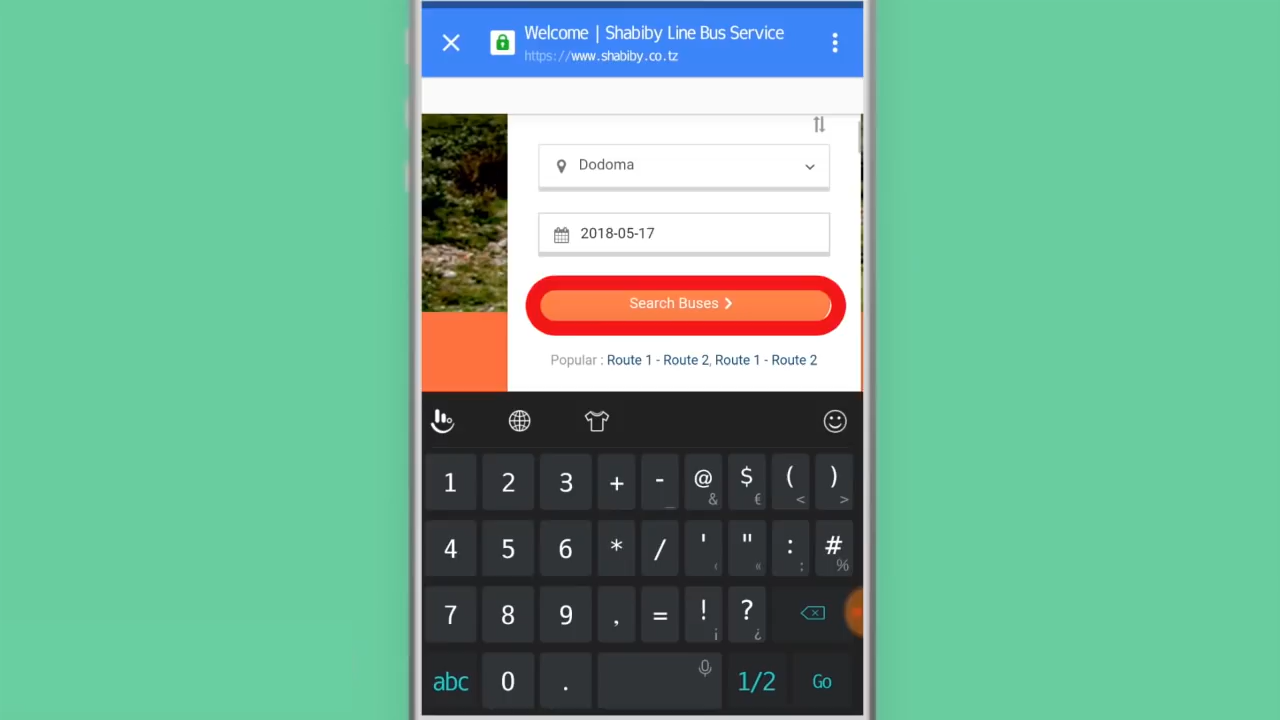 Welcome | Shabiby Line Bus Service
https://www.shabiby.co.tz
Dodoma
2018-05-17
Search Buses
Popular : Route 1 - Route 2, Route 1 - Route 2
1 2 3 + - _ @ & $ € ( < ) >
4 5 6 * / ' ‹ " « : ; # %
7 8 9 , = ! ¡ ? ¿
abc 0 . 1/2 Go